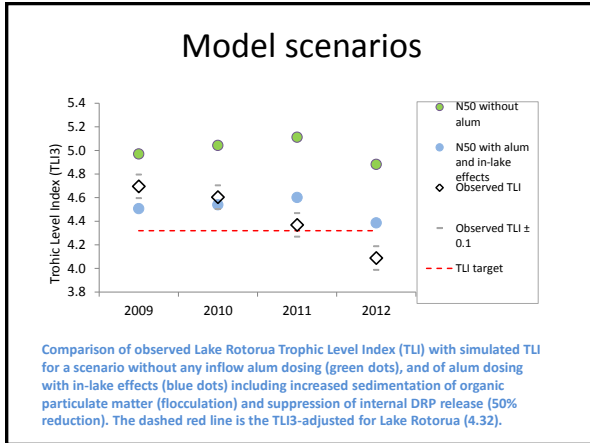 Model scenarios
5.4
5.2
5.0
4.8
4.6
4.4
4.2
4.0
3.8
Trohic Level Index (TLI3)
2009
2010
2011
2012
N50 without
alum
N50 with alum
and in-lake
effects
Observed TLI
Observed TLI ±
0.1
TLI target
Comparison of observed Lake Rotorua Trophic Level Index (TLI) with simulated TLI
for a scenario without any inflow alum dosing (green dots), and of alum dosing
with in-lake effects (blue dots) including increased sedimentation of organic
particulate matter (flocculation) and suppression of internal DRP release (50%
reduction). The dashed red line is the TLI3-adjusted for Lake Rotorua (4.32).